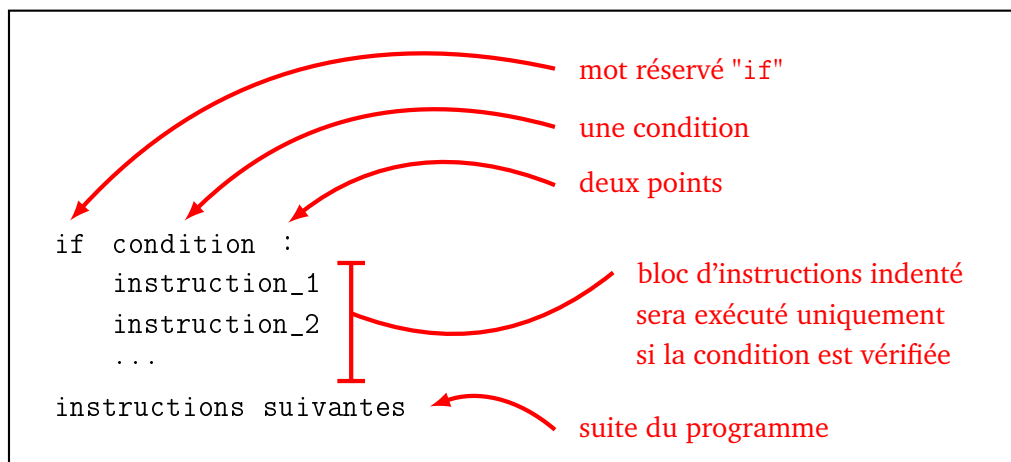 mot réservé "if"
une condition
deux points
if condition :
instruction_1
instruction_2
...
bloc d'instructions indenté
sera exécuté uniquement
si la condition est vérifiée
instructions suivantes
suite du programme